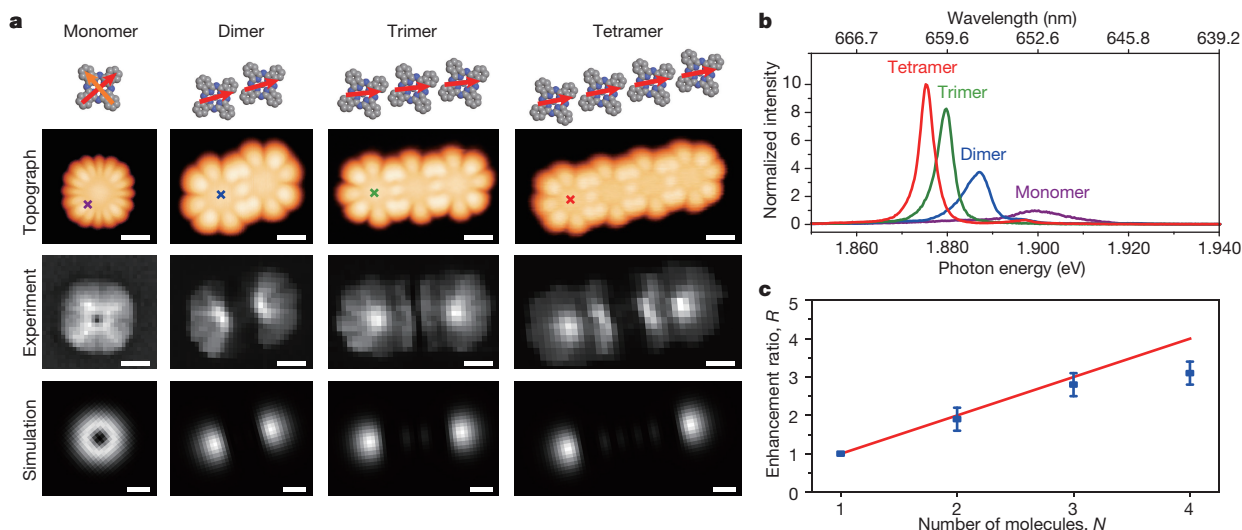 a
Monomer Dimer Trimer Tetramer
Topograph
Experiment
Simulation
b
Wavelength (nm)
666.7 659.6 652.6 645.8 639.2
Normalized intensity
10
8
6
4
2
0
Tetramer
Trimer
Dimer
Monomer
1.860 1.880 1.900 1.920 1.940
Photon energy (eV)
c
Enhancement ratio, R
5
4
3
2
1
0
1 2 3 4
Number of molecules, N